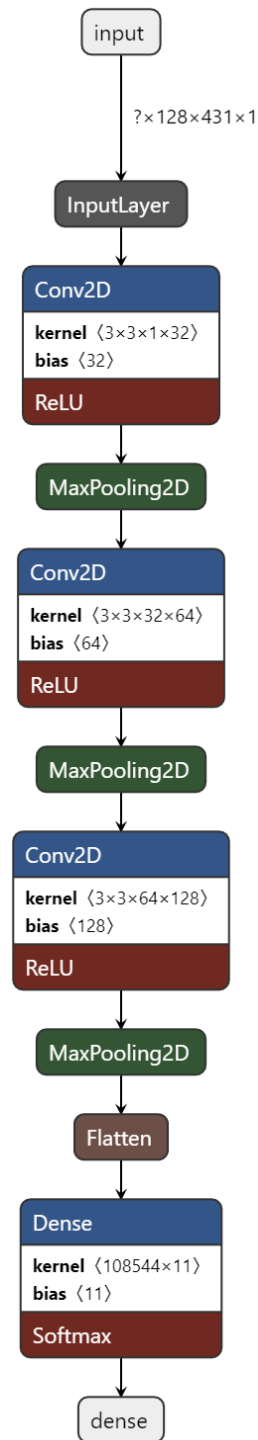 input
?×128×431×1
InputLayer
Conv2D
kernel 〈3×3×1×32〉
bias 〈32〉
ReLU
MaxPooling2D
Conv2D
kernel 〈3×3×32×64〉
bias 〈64〉
ReLU
MaxPooling2D
Conv2D
kernel 〈3×3×64×128〉
bias 〈128〉
ReLU
MaxPooling2D
Flatten
Dense
kernel 〈108544×11〉
bias 〈11〉
Softmax
dense